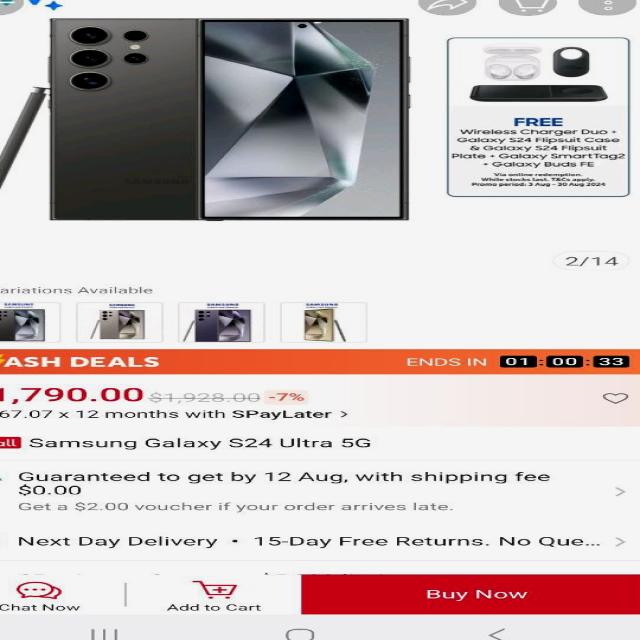 SAMSUNG
FREE
Wireless Charger Duo +
Galaxy S24 Flipsuit Case
& Galaxy S24 Flipsuit
Plate + Galaxy SmartTag2
+ Galaxy Buds FE
Via online redemption.
While stocks last. T&Cs apply.
Promo period: 3 Aug - 30 Aug 2024
2/14
ariations Available
SAMSUNG SAMSUNG SAMSUNG SAMSUNG
ASH DEALS ENDS IN 01:00:33
1,790.00 $1,928.00 -7%
67.07 x 12 months with SPayLater >
all Samsung Galaxy S24 Ultra 5G
Guaranteed to get by 12 Aug, with shipping fee
$0.00
Get a $2.00 voucher if your order arrives late.
Next Day Delivery • 15-Day Free Returns. No Que...
Chat Now Add to Cart Buy Now